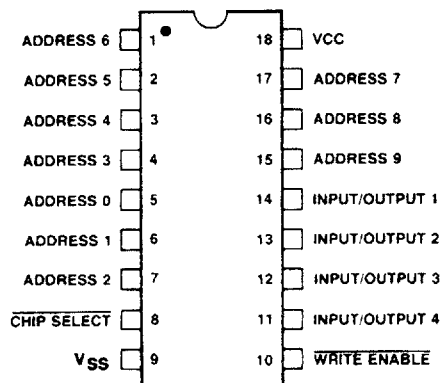 ADDRESS 6 1 18 VCC
ADDRESS 5 2 17 ADDRESS 7
ADDRESS 4 3 16 ADDRESS 8
ADDRESS 3 4 15 ADDRESS 9
ADDRESS 0 5 14 INPUT/OUTPUT 1
ADDRESS 1 6 13 INPUT/OUTPUT 2
ADDRESS 2 7 12 INPUT/OUTPUT 3
CHIP SELECT 8 11 INPUT/OUTPUT 4
VSS 9 10 WRITE ENABLE